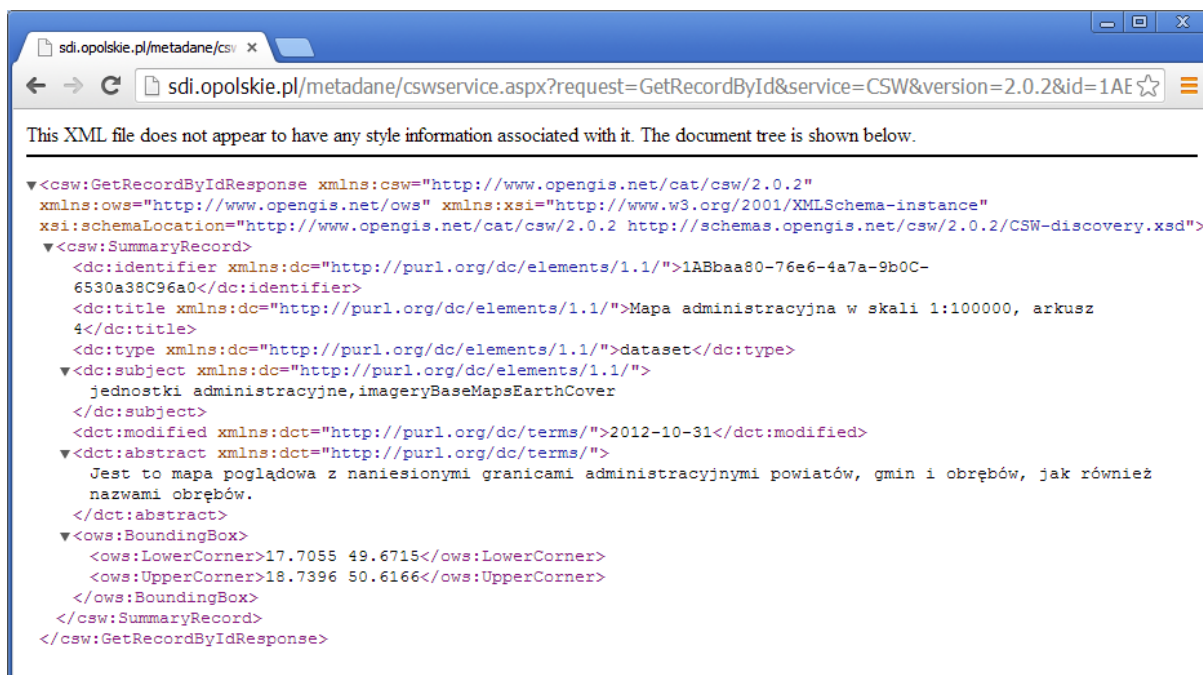 sdi.opolskie.pl/metadane/csw
sdi.opolskie.pl/metadane/cswservice.aspx?request=GetRecordById&service=CSW&version=2.0.2&id=1AE
This XML file does not appear to have any style information associated with it. The document tree is shown below.
▼<csw:GetRecordByIdResponse xmlns:csw="http://www.opengis.net/cat/csw/2.0.2"
xmlns:ows="http://www.opengis.net/ows" xmlns:xsi="http://www.w3.org/2001/XMLSchema-instance"
xsi:schemaLocation="http://www.opengis.net/cat/csw/2.0.2 http://schemas.opengis.net/csw/2.0.2/CSW-discovery.xsd">
▼<csw:SummaryRecord>
<dc:identifier xmlns:dc="http://purl.org/dc/elements/1.1/">1ABbaa80-76e6-4a7a-9b0C-
6530a38C96a0</dc:identifier>
<dc:title xmlns:dc="http://purl.org/dc/elements/1.1/">Mapa administracyjna w skali 1:100000, arkusz
4</dc:title>
<dc:type xmlns:dc="http://purl.org/dc/elements/1.1/">dataset</dc:type>
▼<dc:subject xmlns:dc="http://purl.org/dc/elements/1.1/">
jednostki administracyjne,imageryBaseMapsEarthCover
</dc:subject>
<dct:modified xmlns:dct="http://purl.org/dc/terms/">2012-10-31</dct:modified>
▼<dct:abstract xmlns:dct="http://purl.org/dc/terms/">
Jest to mapa poglądowa z naniesionymi granicami administracyjnymi powiatów, gmin i obrębów, jak również
nazwami obrębów.
</dct:abstract>
▼<ows:BoundingBox>
<ows:LowerCorner>17.7055 49.6715</ows:LowerCorner>
<ows:UpperCorner>18.7396 50.6166</ows:UpperCorner>
</ows:BoundingBox>
</csw:SummaryRecord>
</csw:GetRecordByIdResponse>